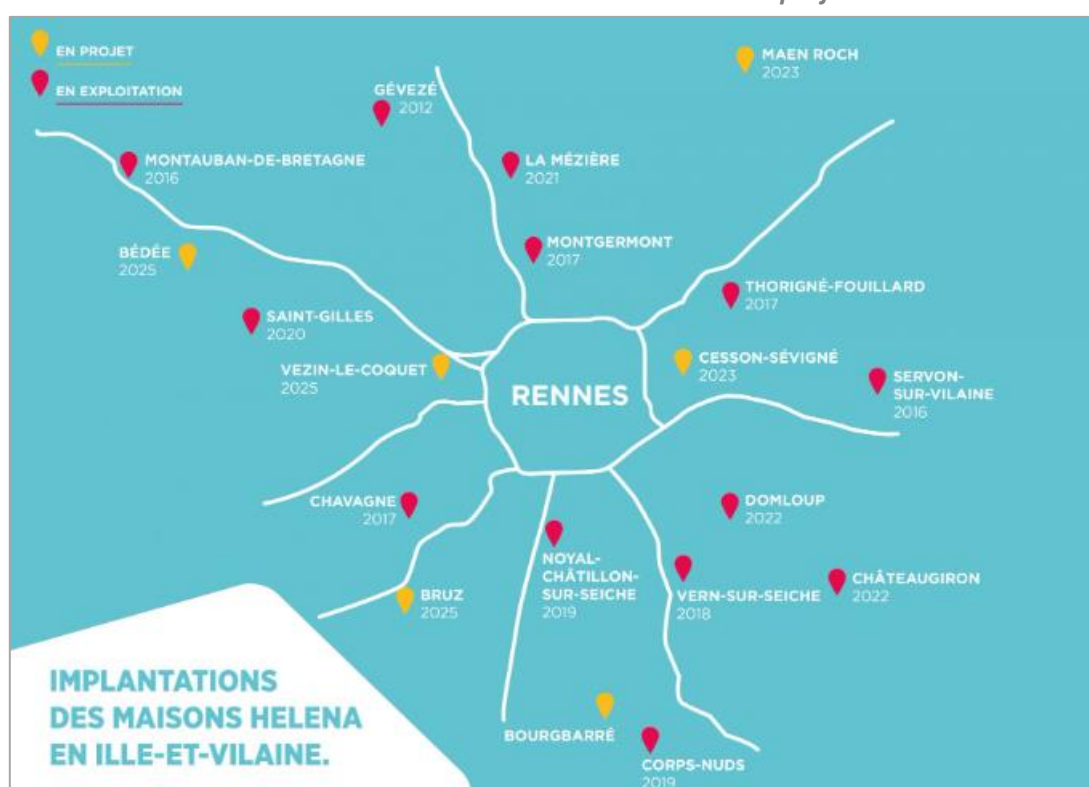 EN PROJET
EN EXPLOITATION
MAEN ROCH
2023
GÉVEZÉ
2012
MONTAUBAN-DE-BRETAGNE
2016
LA MÉZIÈRE
2021
BÉDÉE
2025
MONTGERMONT
2017
THORIGNÉ-FOUILLARD
2017
SAINT-GILLES
2020
VEZIN-LE-COQUET
2025
RENNES
CESSON-SÉVIGNÉ
2023
SERVON-
SUR-VILAINE
2016
CHAVAGNE
2017
DOMLOUP
2022
NOYAL-
CHÂTILLON-
SUR-SEICHE
2019
VERN-SUR-SEICHE
2018
CHÂTEAUGIRON
2022
BRUZ
2025
BOURGBARRÉ
CORPS-NUDS
2019
IMPLANTATIONS
DES MAISONS HELENA
EN ILLE-ET-VILAINE.